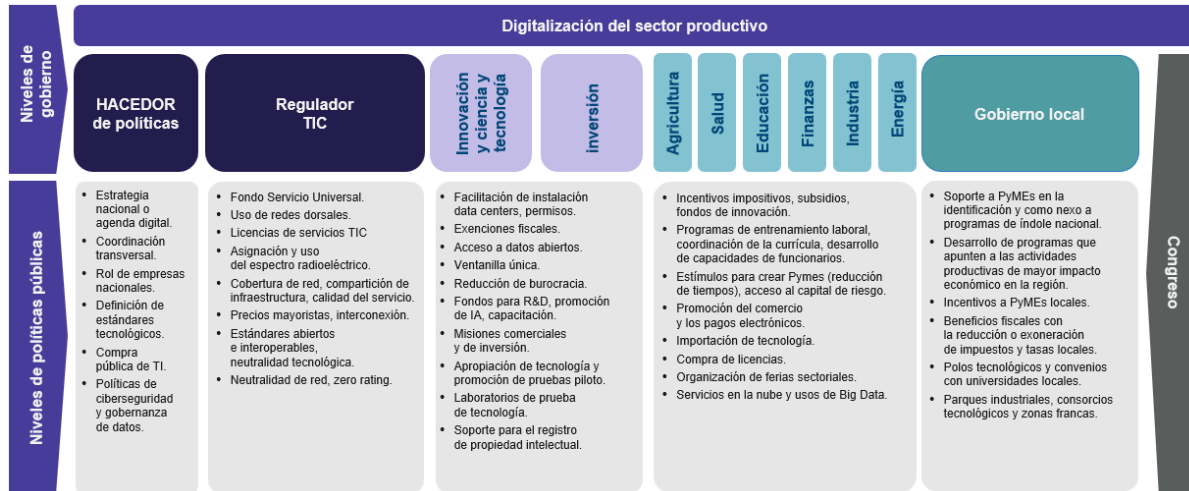 Digitalización del sector productivo
Niveles de
gobierno
HACEDOR
de políticas
Regulador
TIC
Innovación
y ciencia y
tecnología
inversión
Agricultura
Salud
Educación
Finanzas
Industria
Energía
Gobierno local
Congreso
Niveles de políticas públicas
• Estrategia
nacional o
agenda digital.
• Coordinación
transversal.
• Rol de empresas
nacionales.
• Definición de
estándares
tecnológicos.
• Compra
pública de TI.
• Políticas de
ciberseguridad
y gobernanza
de datos.
• Fondo Servicio Universal.
• Uso de redes dorsales.
• Licencias de servicios TIC
• Asignación y uso
del espectro radioeléctrico.
• Cobertura de red, compartición de
infraestructura, calidad del servicio.
• Precios mayoristas, interconexión.
• Estándares abiertos
e interoperables,
neutralidad tecnológica.
• Neutralidad de red, zero rating.
• Facilitación de instalación
data centers, permisos.
• Exenciones fiscales.
• Acceso a datos abiertos.
• Ventanilla única.
• Reducción de burocracia.
• Fondos para R&D, promoción
de IA, capacitación.
• Misiones comerciales
y de inversión.
• Apropiación de tecnología y
promoción de pruebas piloto.
• Laboratorios de prueba
de tecnología.
• Soporte para el registro
de propiedad intelectual.
• Incentivos impositivos, subsidios,
fondos de innovación.
• Programas de entrenamiento laboral,
coordinación de la currícula, desarrollo
de capacidades de funcionarios.
• Estímulos para crear Pymes (reducción
de tiempos), acceso al capital de riesgo.
• Promoción del comercio
y los pagos electrónicos.
• Importación de tecnología.
• Compra de licencias.
• Organización de ferias sectoriales.
• Servicios en la nube y usos de Big Data.
• Soporte a PyMEs en la
identificación y como nexo a
programas de índole nacional.
• Desarrollo de programas que
apunten a las actividades
productivas de mayor impacto
económico en la región.
• Incentivos a PyMEs locales.
• Beneficios fiscales con
la reducción o exoneración
de impuestos y tasas locales.
• Polos tecnológicos y convenios
con universidades locales.
• Parques industriales, consorcios
tecnológicos y zonas francas.